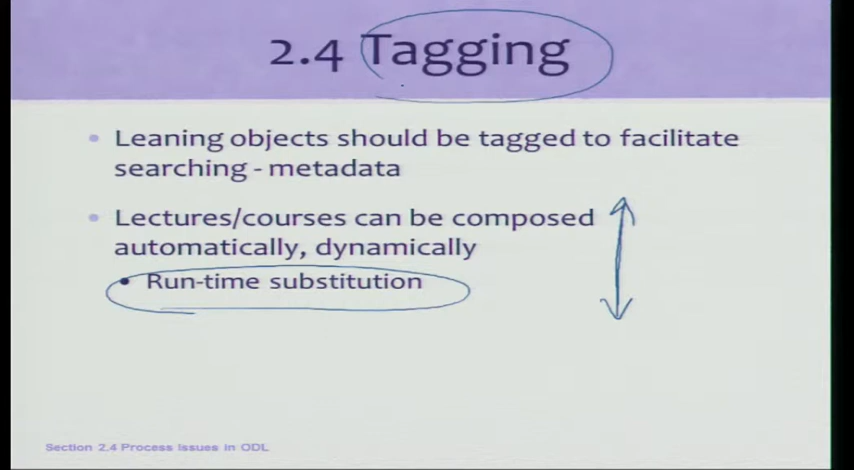 2.4 Tagging
• Leaning objects should be tagged to facilitate
searching - metadata
• Lectures/courses can be composed
automatically, dynamically
• Run-time substitution
Section 2.4 Process Issues in ODL